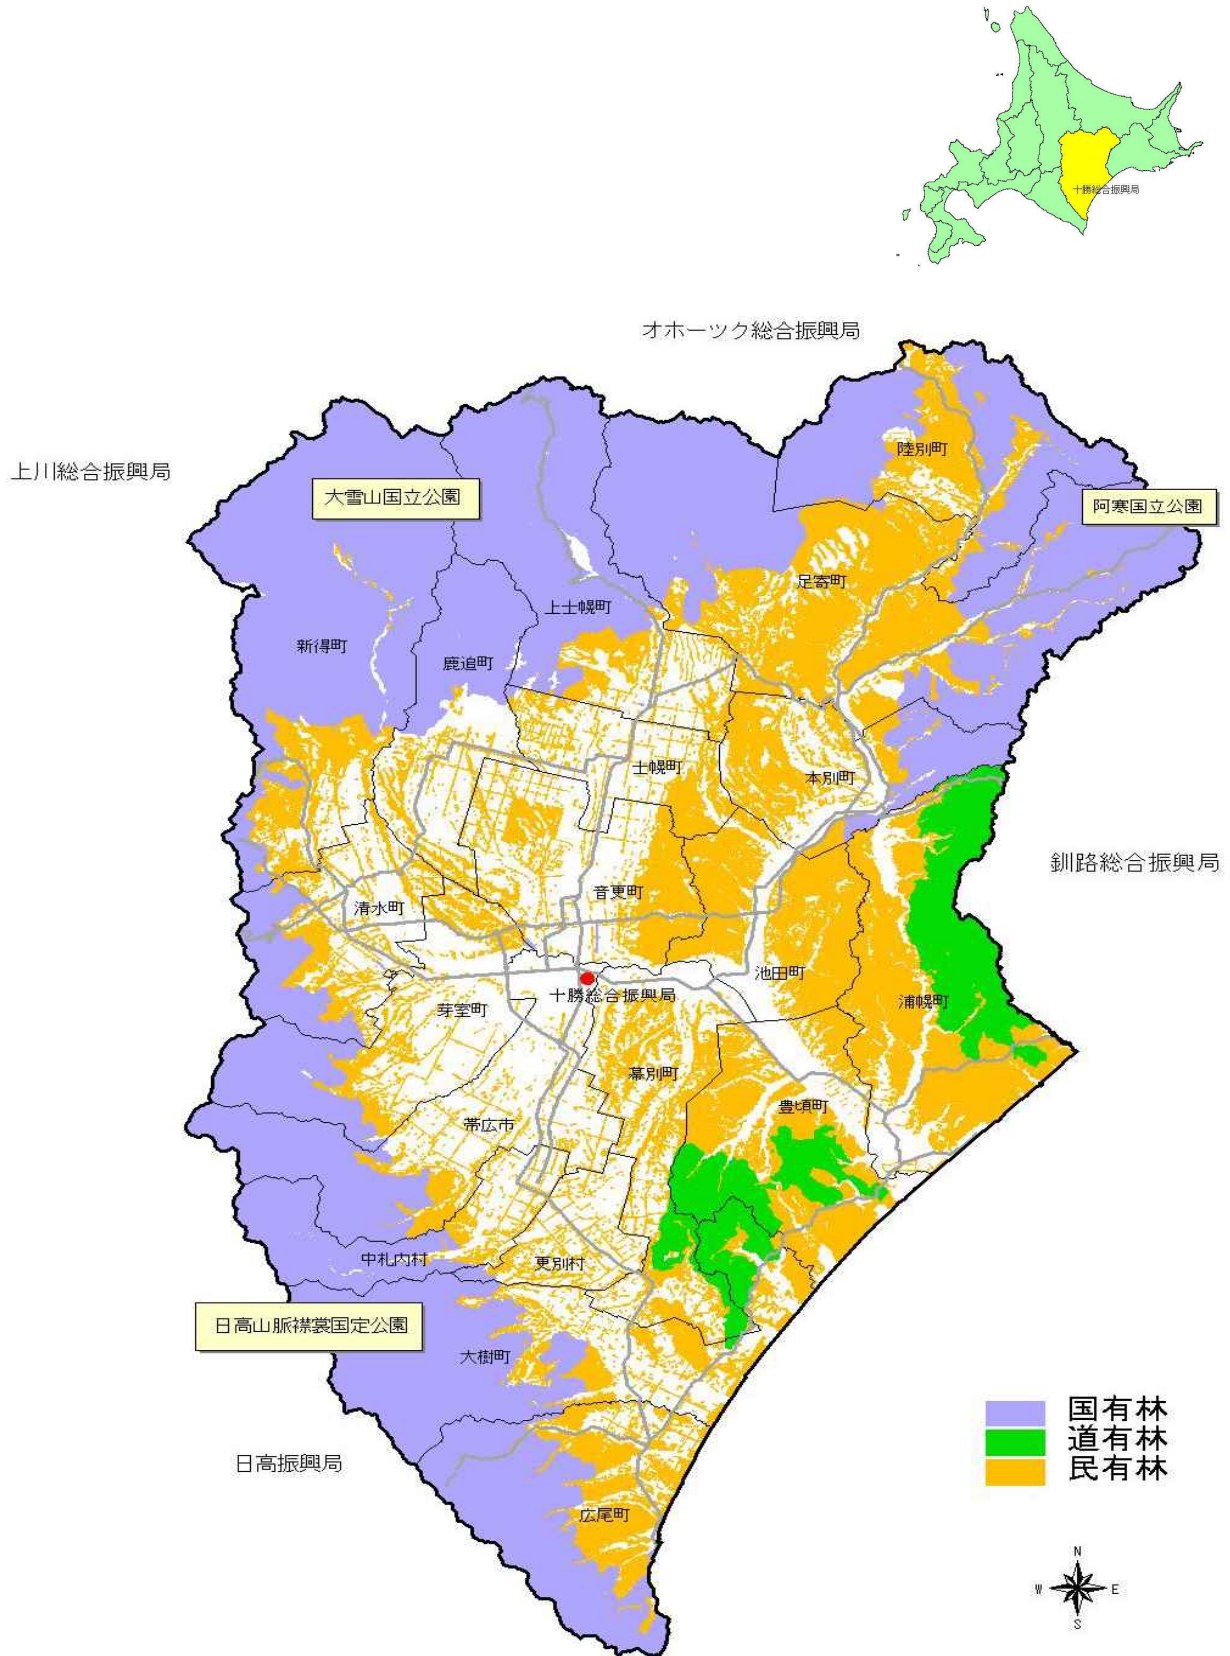 十勝総合振興局
オホーツク総合振興局
陸別町
上川総合振興局
大雪山国立公園
阿寒国立公園
足寄町
上士幌町
新得町
鹿追町
士幌町
本別町
釧路総合振興局
音更町
清水町
池田町
十勝総合振興局
浦幌町
芽室町
幕別町
豊頃町
帯広市
中札内村
更別村
日高山脈襟裳国定公園
大樹町
国有林
道有林
民有林
日高振興局
広尾町
N
W
E
S